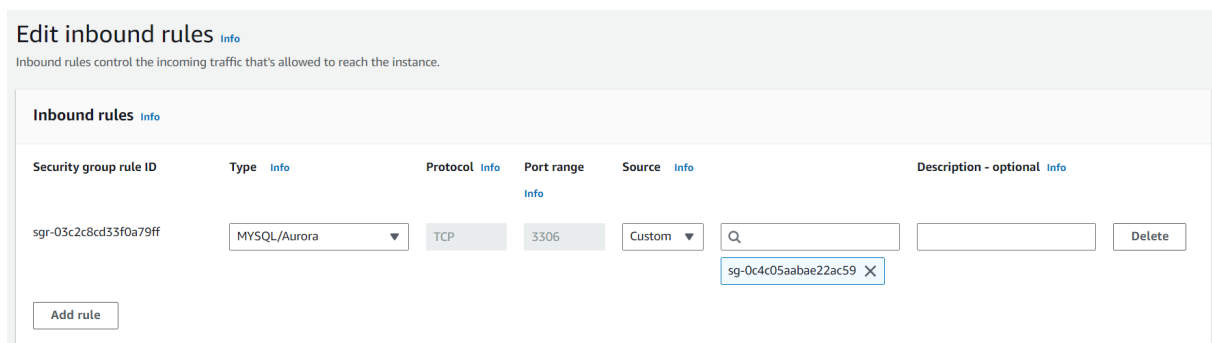 Edit inbound rules Info
Inbound rules control the incoming traffic that's allowed to reach the instance.
Inbound rules Info
Security group rule ID Type Info Protocol Info Port range Source Info Description - optional Info
Info
sgr-03c2c8cd33f0a79ff MYSQL/Aurora TCP 3306 Custom Delete
sg-0c4c05aabae22ac59
Add rule